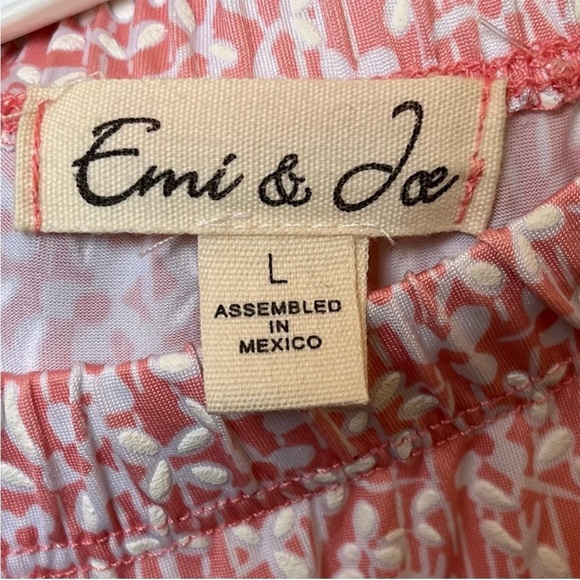 Emi & Joe
L
ASSEMBLED
IN
MEXICO